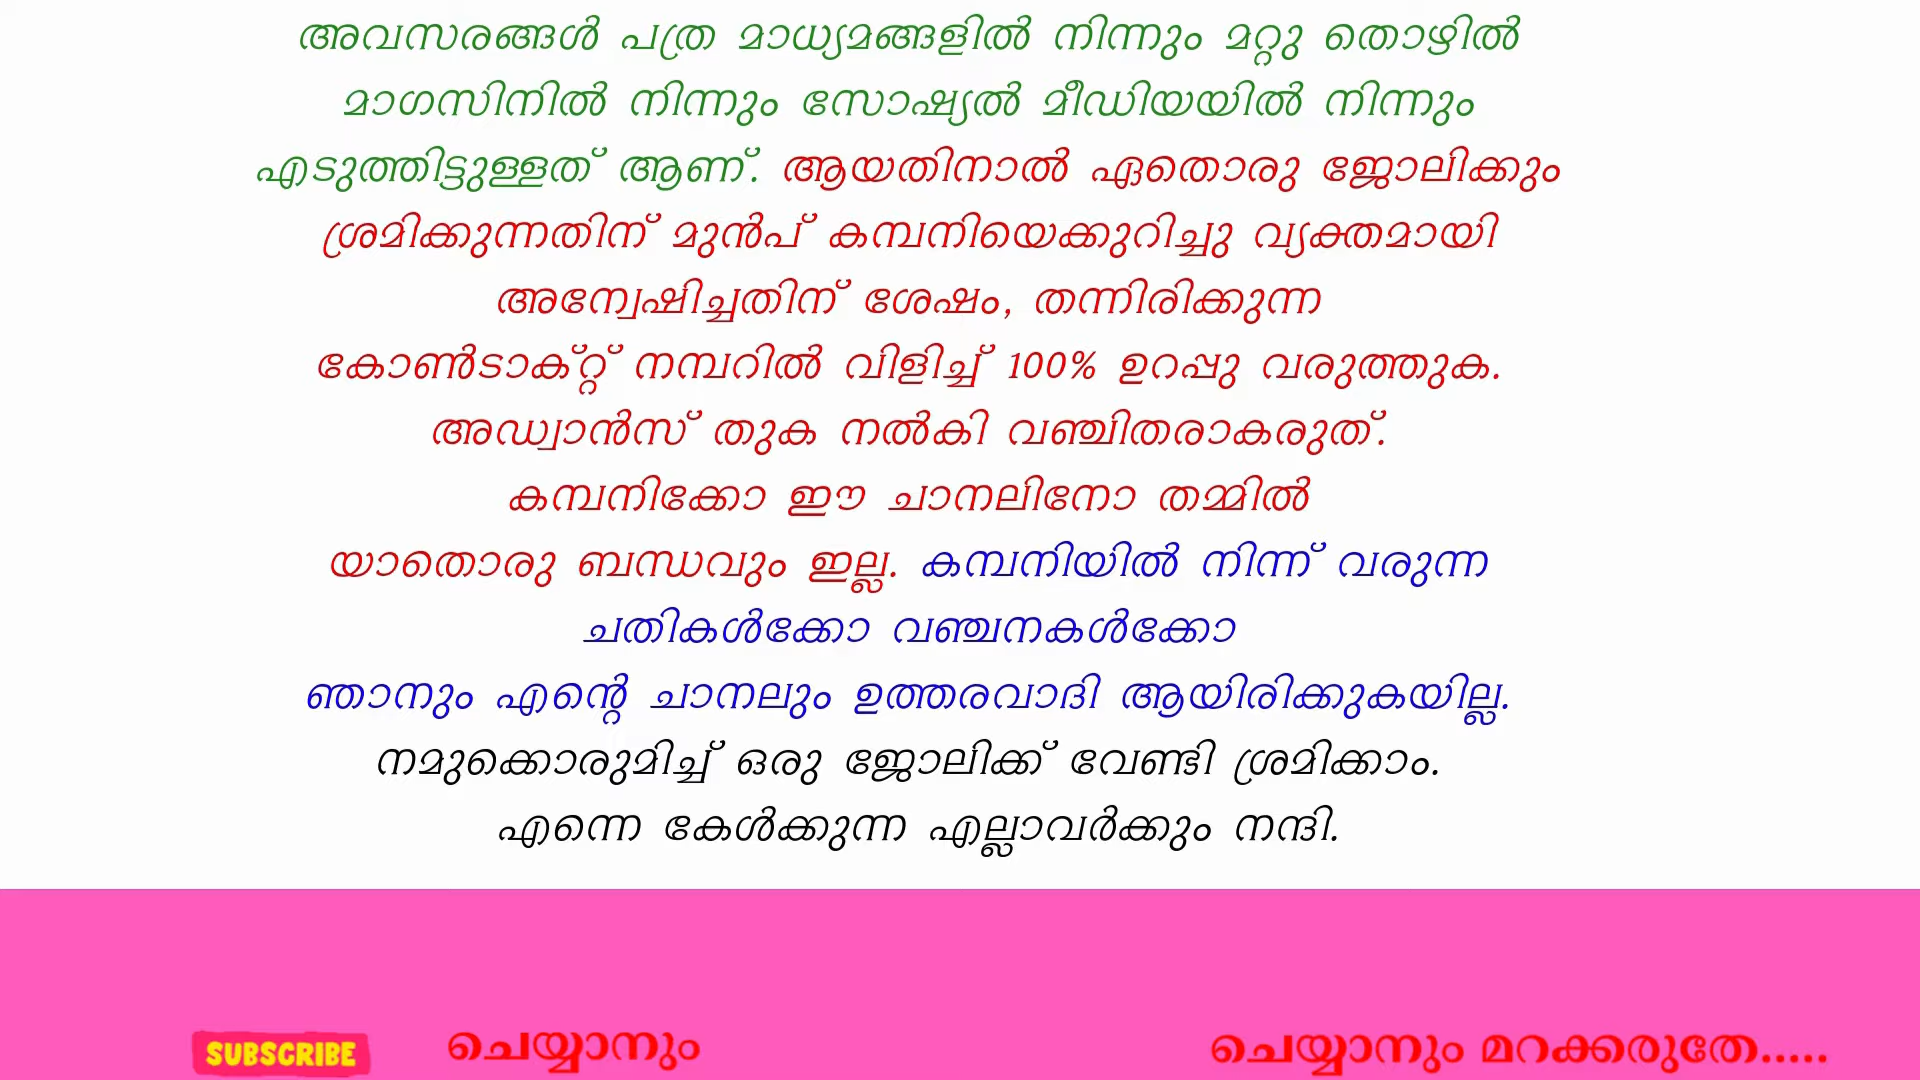 അവസരങ്ങൾ പത്ര മാധ്യമങ്ങളിൽ നിന്നും മറ്റു തൊഴിൽ
മാഗസിനിൽ നിന്നും സോഷ്യൽ മീഡിയയിൽ നിന്നും
എടുത്തിട്ടുള്ളത് ആണ്. ആയതിനാൽ ഏതൊരു ജോലിക്കും
ശ്രമിക്കുന്നതിന് മുൻപ് കമ്പനിയെക്കുറിച്ചു വ്യക്തമായി
അന്വേഷിച്ചതിന് ശേഷം, തന്നിരിക്കുന്ന
കോൺടാക്റ്റ് നമ്പറിൽ വിളിച്ച് 100% ഉറപ്പു വരുത്തുക.
അഡ്വാൻസ് തുക നൽകി വഞ്ചിതരാകരുത്.
കമ്പനിക്കോ ഈ ചാനലിനോ തമ്മിൽ
യാതൊരു ബന്ധവും ഇല്ല. കമ്പനിയിൽ നിന്ന് വരുന്ന
ചതികൾക്കോ വഞ്ചനകൾക്കോ
ഞാനും എന്റെ ചാനലും ഉത്തരവാദി ആയിരിക്കുകയില്ല.
നമുക്കൊരുമിച്ച് ഒരു ജോലിക്ക് വേണ്ടി ശ്രമിക്കാം.
എന്നെ കേൾക്കുന്ന എല്ലാവർക്കും നന്ദി.
SUBSCRIBE ചെയ്യാനും ചെയ്യാനും മറക്കരുതേ.....